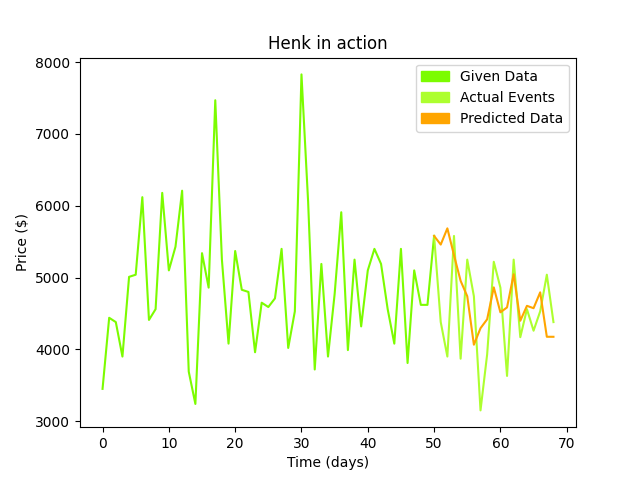 Henk in action
Given Data
Actual Events
Predicted Data
Price ($)
8000
7000
6000
5000
4000
3000
0 10 20 30 40 50 60 70
Time (days)